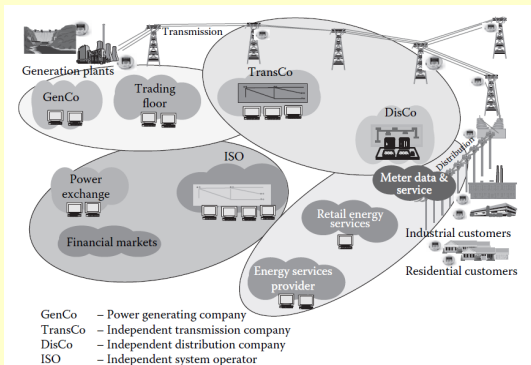 Transmission
Generation plants
GenCo
Trading
floor
TransCo
DisCo
Distribution
Meter data &
service
Power
exchange
ISO
Financial markets
Retail energy
services
Energy services
provider
Industrial customers
Residential customers
GenCo – Power generating company
TransCo – Independent transmission company
DisCo – Independent distribution company
ISO – Independent system operator